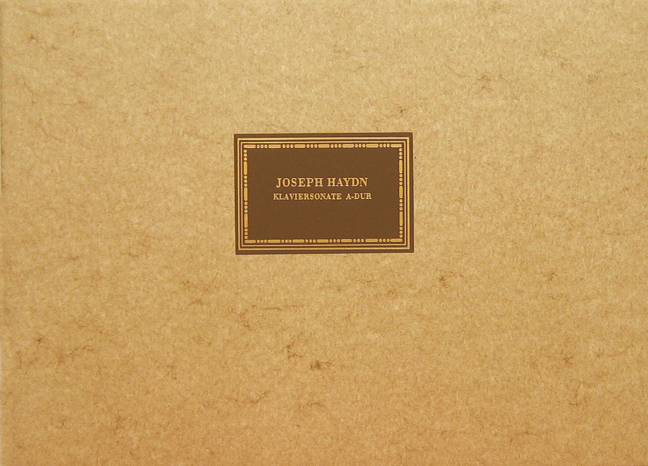 JOSEPH HAYDN
KLAVIERSONATE A-DUR